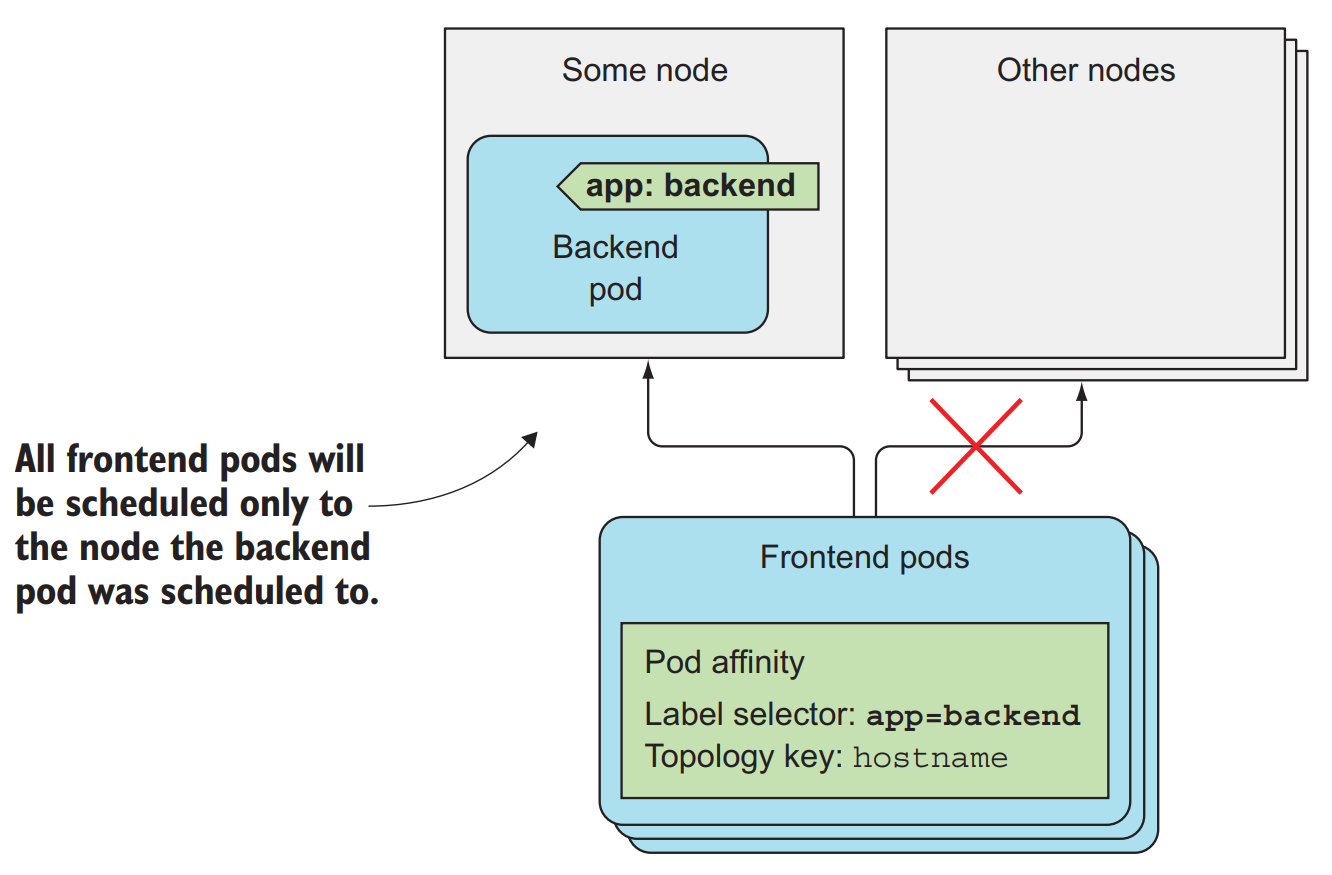 Some node
Other nodes
app: backend
Backend
pod
All frontend pods will
be scheduled only to
the node the backend
pod was scheduled to.
Frontend pods
Pod affinity
Label selector: app=backend
Topology key: hostname